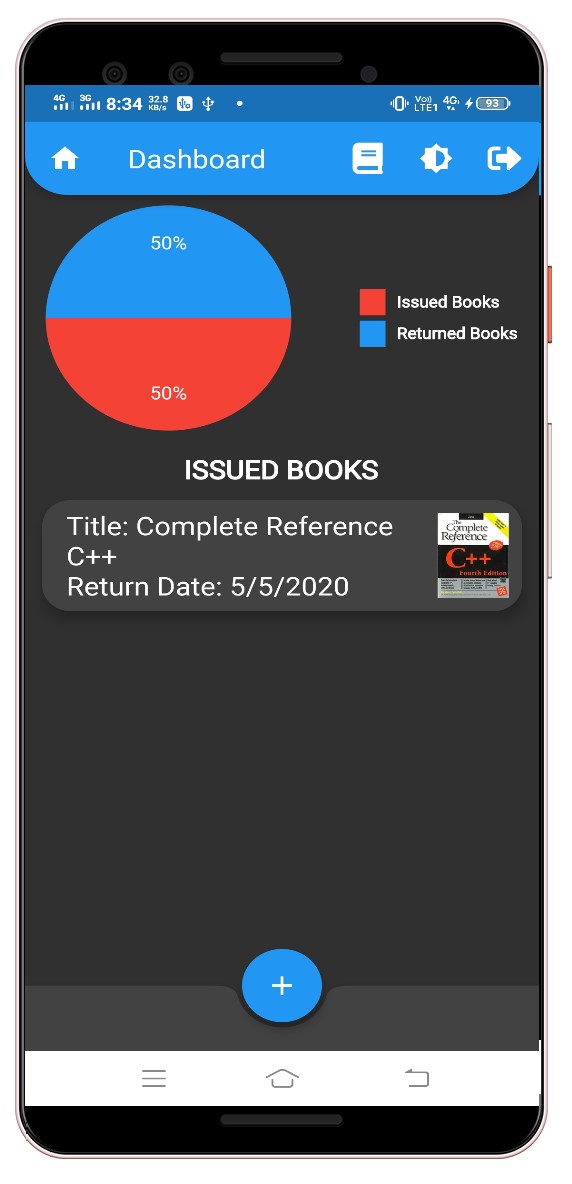 4G 3G 8:34 32.8 KB/s Vo)) LTE1 4G 93
Dashboard
50%
Issued Books
Returned Books
50%
ISSUED BOOKS
Title: Complete Reference
C++
Return Date: 5/5/2020
The
Complete
Reference
C++
Fourth Edition
+